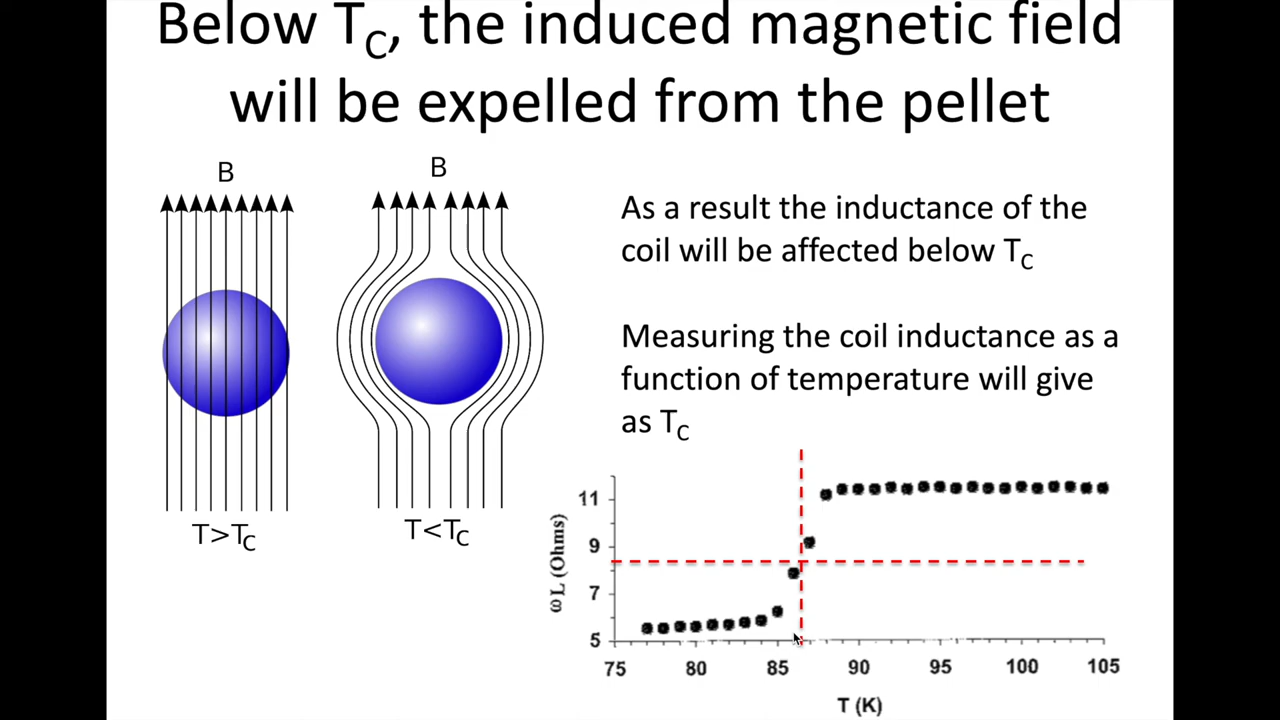 Below T_C, the induced magnetic field
will be expelled from the pellet
B
B
T>T_C
T<T_C
As a result the inductance of the
coil will be affected below T_C
Measuring the coil inductance as a
function of temperature will give
as T_C
ωL (Ohms)
11
9
7
5
75 80 85 90 95 100 105
T (K)